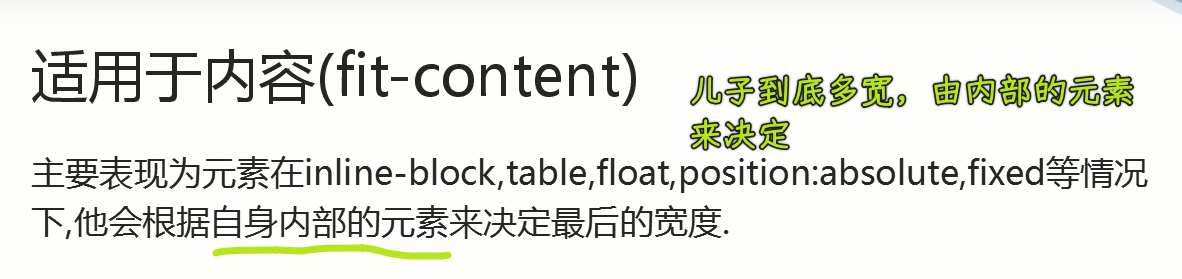 适用于内容(fit-content)
儿子到底多宽，由内部的元素
来决定
主要表现为元素在inline-block,table,float,position:absolute,fixed等情况
下,他会根据自身内部的元素来决定最后的宽度.